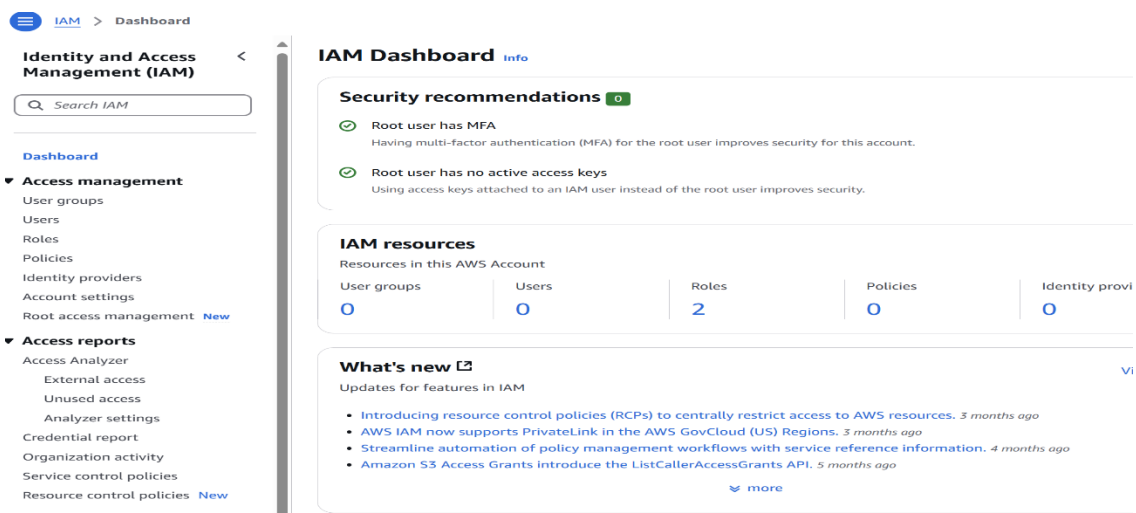 IAM > Dashboard
Identity and Access
Management (IAM)
Search IAM
Dashboard
Access management
User groups
Users
Roles
Policies
Identity providers
Account settings
Root access management New
Access reports
Access Analyzer
External access
Unused access
Analyzer settings
Credential report
Organization activity
Service control policies
Resource control policies New
IAM Dashboard Info
Security recommendations 0
Root user has MFA
Having multi-factor authentication (MFA) for the root user improves security for this account.
Root user has no active access keys
Using access keys attached to an IAM user instead of the root user improves security.
IAM resources
Resources in this AWS Account
User groups Users Roles Policies Identity provi
0 0 2 0 0
What's new Vi
Updates for features in IAM
• Introducing resource control policies (RCPs) to centrally restrict access to AWS resources. 3 months ago
• AWS IAM now supports PrivateLink in the AWS GovCloud (US) Regions. 3 months ago
• Streamline automation of policy management workflows with service reference information. 4 months ago
• Amazon S3 Access Grants introduce the ListCallerAccessGrants API. 5 months ago
more